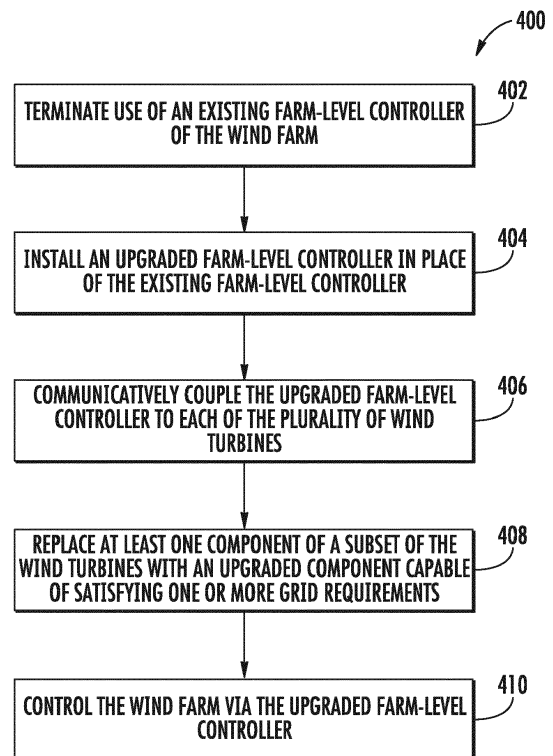 400
402
TERMINATE USE OF AN EXISTING FARM-LEVEL CONTROLLER
OF THE WIND FARM
404
INSTALL AN UPGRADED FARM-LEVEL CONTROLLER IN PLACE
OF THE EXISTING FARM-LEVEL CONTROLLER
406
COMMUNICATIVELY COUPLE THE UPGRADED FARM-LEVEL
CONTROLLER TO EACH OF THE PLURALITY OF WIND
TURBINES
408
REPLACE AT LEAST ONE COMPONENT OF A SUBSET OF THE
WIND TURBINES WITH AN UPGRADED COMPONENT CAPABLE
OF SATISFYING ONE OR MORE GRID REQUIREMENTS
410
CONTROL THE WIND FARM VIA THE UPGRADED FARM-LEVEL
CONTROLLER